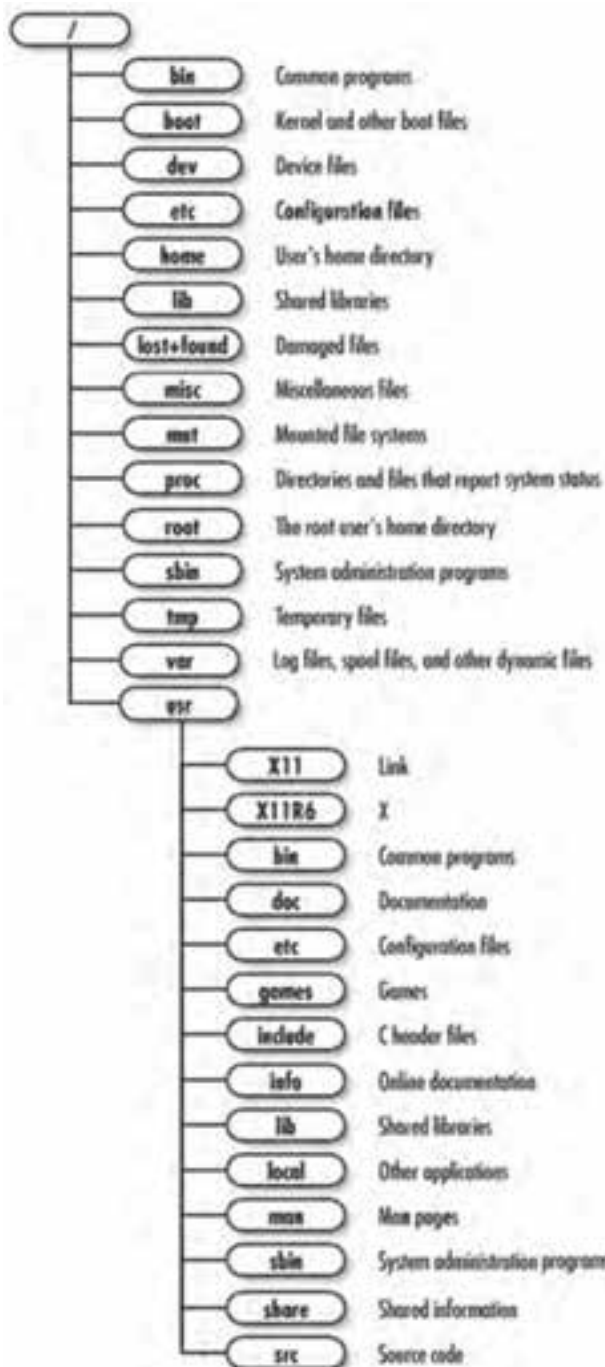 /
bin Common programs
boot Kernel and other boot files
dev Device files
etc Configuration files
home User's home directory
lib Shared libraries
lost+found Damaged files
misc Miscellaneous files
mnt Mounted file systems
proc Directories and files that report system status
root The root user's home directory
sbin System administration programs
tmp Temporary files
var Log files, spool files, and other dynamic files
usr
X11 Link
X11R6 X
bin Common programs
doc Documentation
etc Configuration files
games Games
include C header files
info Online documentation
lib Shared libraries
local Other applications
man Man pages
sbin System administration programs
share Shared information
src Source code